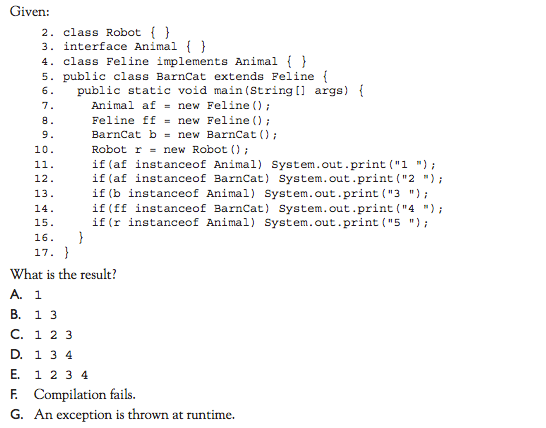 Given:
2. class Robot { }
3. interface Animal { }
4. class Feline implements Animal { }
5. public class BarnCat extends Feline {
6.   public static void main(String[] args) {
7.     Animal af = new Feline();
8.     Feline ff = new Feline();
9.     BarnCat b = new BarnCat();
10.     Robot r = new Robot();
11.     if(af instanceof Animal) System.out.print("1 ");
12.     if(af instanceof BarnCat) System.out.print("2 ");
13.     if(b instanceof Animal) System.out.print("3 ");
14.     if(ff instanceof BarnCat) System.out.print("4 ");
15.     if(r instanceof Animal) System.out.print("5 ");
16.   }
17. }
What is the result?
A. 1
B. 1 3
C. 1 2 3
D. 1 3 4
E. 1 2 3 4
F. Compilation fails.
G. An exception is thrown at runtime.